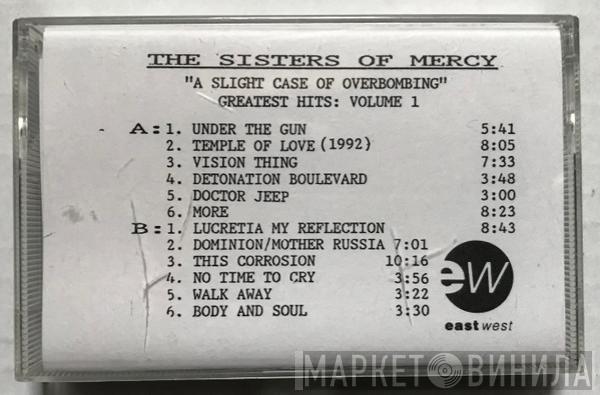 THE SISTERS OF MERCY
"A SLIGHT CASE OF OVERBOMBING"
GREATEST HITS: VOLUME 1
A: 1. UNDER THE GUN 5:41
2. TEMPLE OF LOVE (1992) 8:05
3. VISION THING 7:33
4. DETONATION BOULEVARD 3:48
5. DOCTOR JEEP 3:00
6. MORE 8:23
B: 1. LUCRETIA MY REFLECTION 8:43
2. DOMINION/MOTHER RUSSIA 7:01
3. THIS CORROSION 10:16
4. NO TIME TO CRY 3:56
5. WALK AWAY 3:22
6. BODY AND SOUL 3:30
ew
eastwest
МАРКЕТ ВИНИЛА